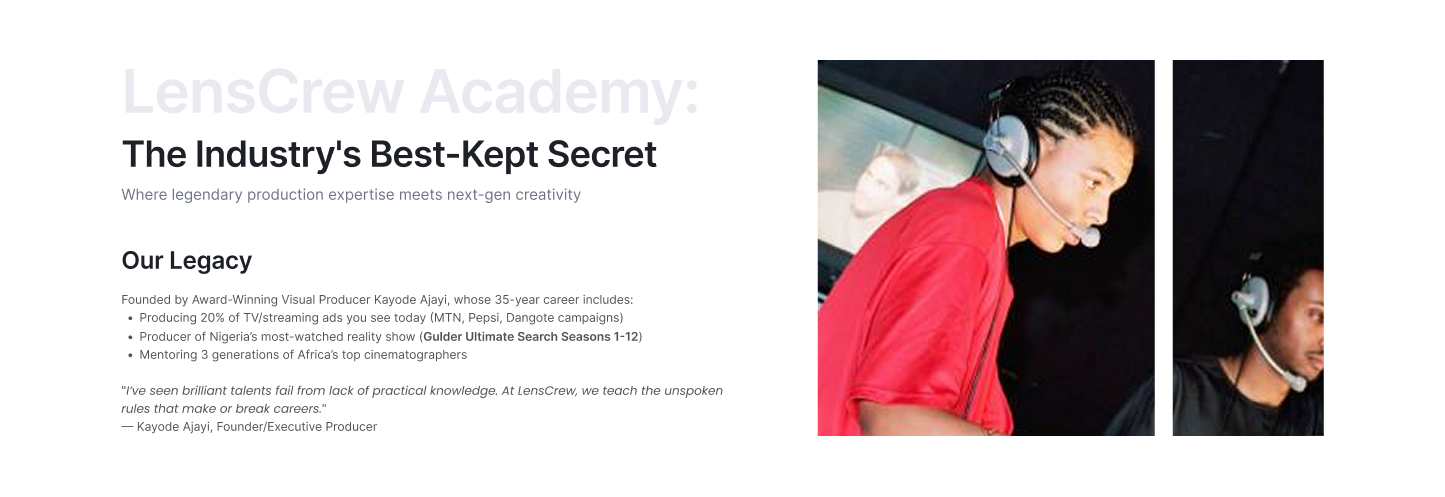 LensCrew Academy:
The Industry's Best-Kept Secret
Where legendary production expertise meets next-gen creativity
Our Legacy
Founded by Award-Winning Visual Producer Kayode Ajayi, whose 35-year career includes:
• Producing 20% of TV/streaming ads you see today (MTN, Pepsi, Dangote campaigns)
• Producer of Nigeria’s most-watched reality show (Gulder Ultimate Search Seasons 1-12)
• Mentoring 3 generations of Africa’s top cinematographers
"I’ve seen brilliant talents fail from lack of practical knowledge. At LensCrew, we teach the unspoken
rules that make or break careers."
— Kayode Ajayi, Founder/Executive Producer